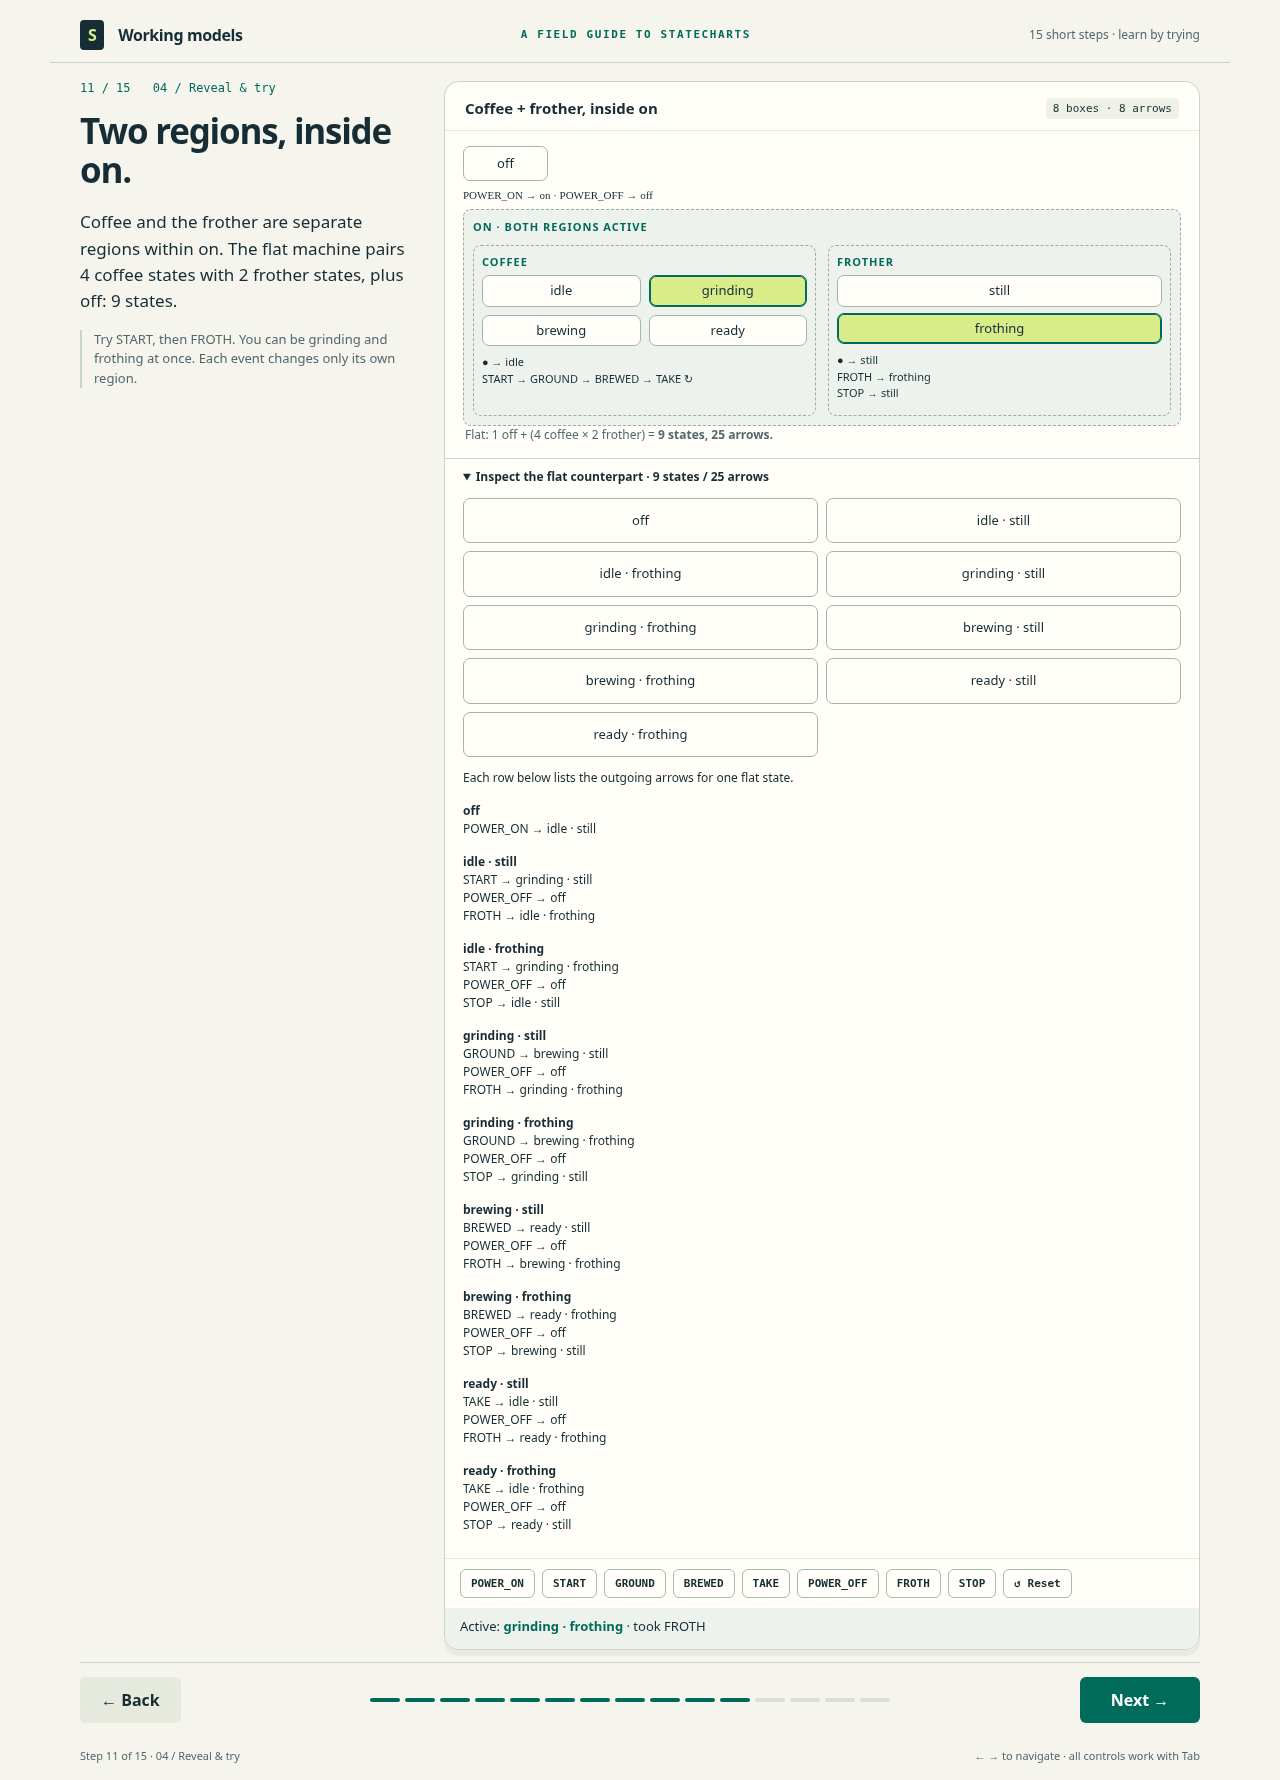 S Working models
A FIELD GUIDE TO STATECHARTS
15 short steps · learn by trying
11 / 15 04 / Reveal & try
Two regions, inside
on.
Coffee and the frother are separate
regions within on. The flat machine pairs
4 coffee states with 2 frother states, plus
off: 9 states.
Try START, then FROTH. You can be grinding and
frothing at once. Each event changes only its own
region.
Coffee + frother, inside on
8 boxes · 8 arrows
off
POWER_ON → on · POWER_OFF → off
ON · BOTH REGIONS ACTIVE
COFFEE
idle
grinding
brewing
ready
● → idle
START → GROUND → BREWED → TAKE ↻
FROTHER
still
frothing
● → still
FROTH → frothing
STOP → still
Flat: 1 off + (4 coffee × 2 frother) = 9 states, 25 arrows.
▼ Inspect the flat counterpart · 9 states / 25 arrows
off
idle · still
idle · frothing
grinding · still
grinding · frothing
brewing · still
brewing · frothing
ready · still
ready · frothing
Each row below lists the outgoing arrows for one flat state.
off
POWER_ON → idle · still
idle · still
START → grinding · still
POWER_OFF → off
FROTH → idle · frothing
idle · frothing
START → grinding · frothing
POWER_OFF → off
STOP → idle · still
grinding · still
GROUND → brewing · still
POWER_OFF → off
FROTH → grinding · frothing
grinding · frothing
GROUND → brewing · frothing
POWER_OFF → off
STOP → grinding · still
brewing · still
BREWED → ready · still
POWER_OFF → off
FROTH → brewing · frothing
brewing · frothing
BREWED → ready · frothing
POWER_OFF → off
STOP → brewing · still
ready · still
TAKE → idle · still
POWER_OFF → off
FROTH → ready · frothing
ready · frothing
TAKE → idle · frothing
POWER_OFF → off
STOP → ready · still
POWER_ON START GROUND BREWED TAKE POWER_OFF FROTH STOP ↺ Reset
Active: grinding · frothing · took FROTH
← Back
Next →
Step 11 of 15 · 04 / Reveal & try
← → to navigate · all controls work with Tab